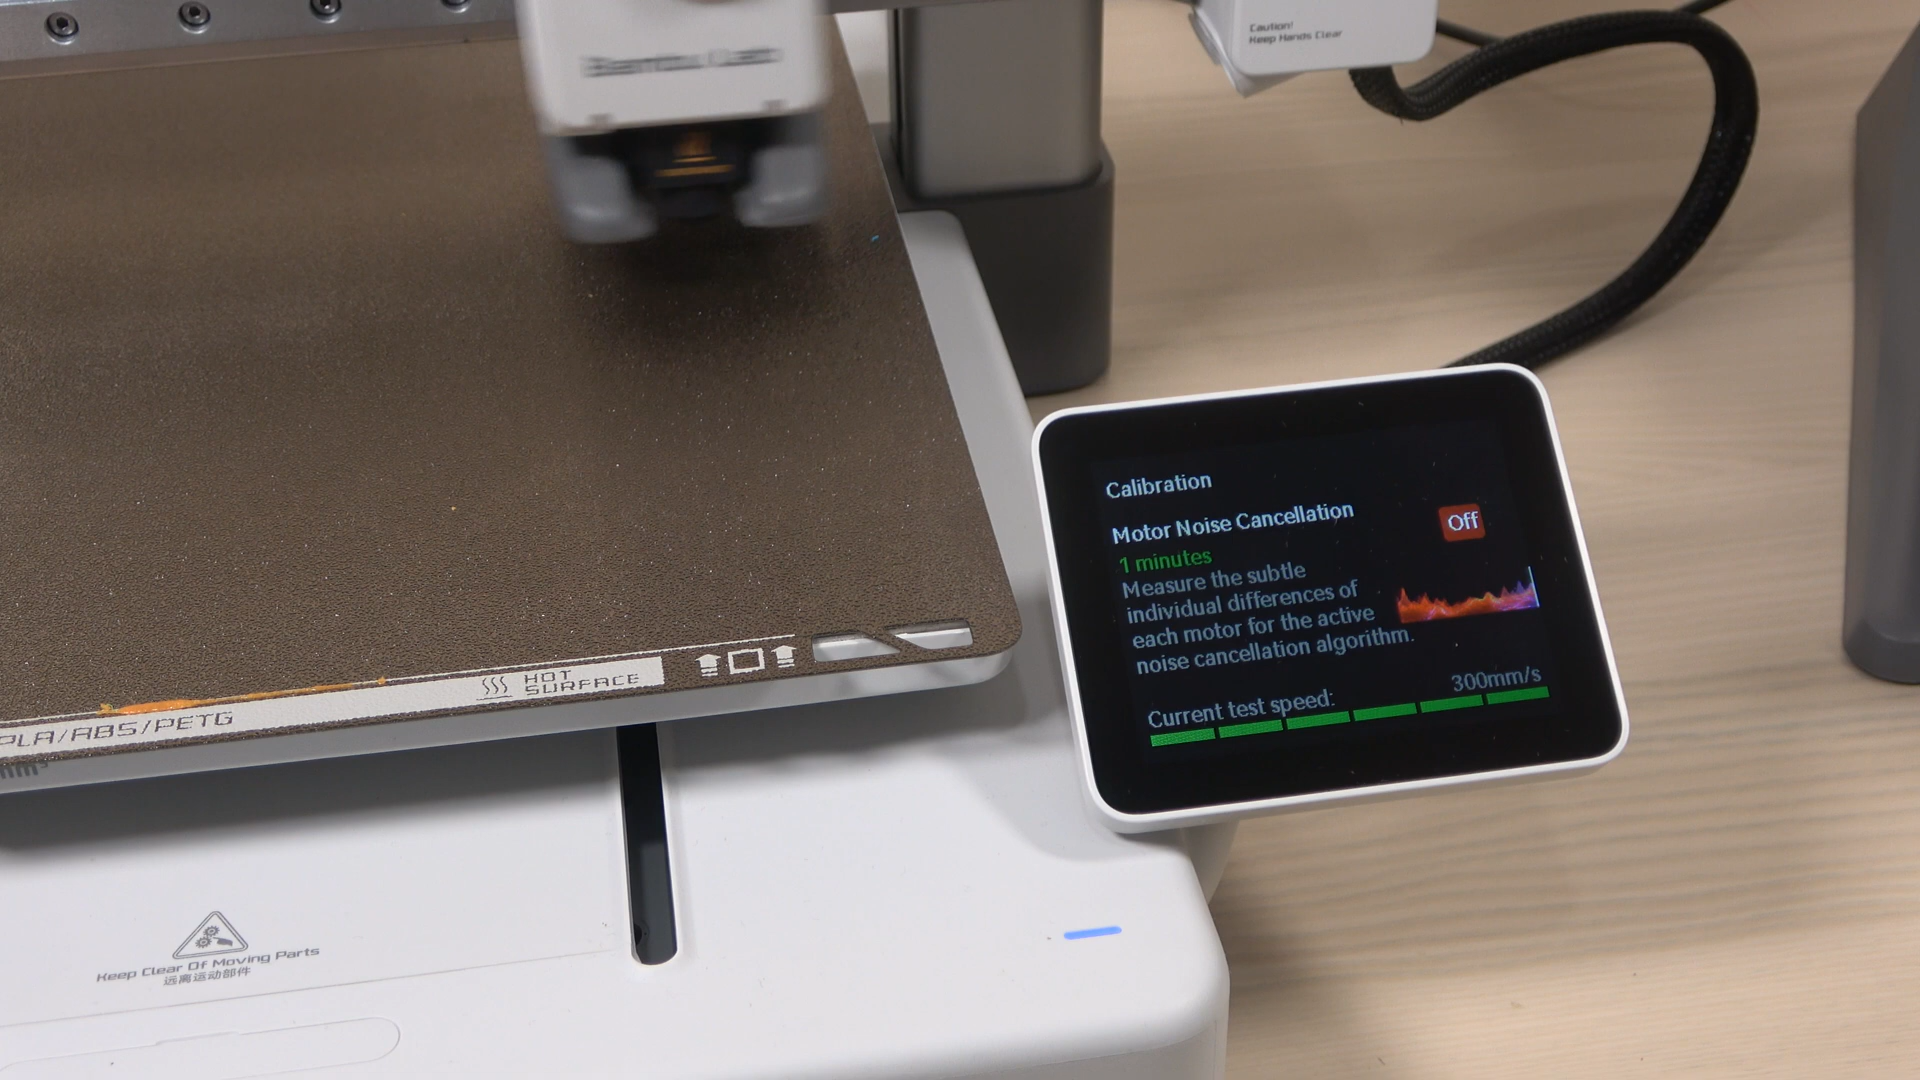 Bambu Lab
Caution!
Keep Hands Clear
Calibration
Motor Noise Cancellation
Off
1 minutes
Measure the subtle
individual differences of
each motor for the active
noise cancellation algorithm.
Current test speed:
300mm/s
HOT
SURFACE
PLA/ABS/PETG
Keep Clear Of Moving Parts
远离运动部件